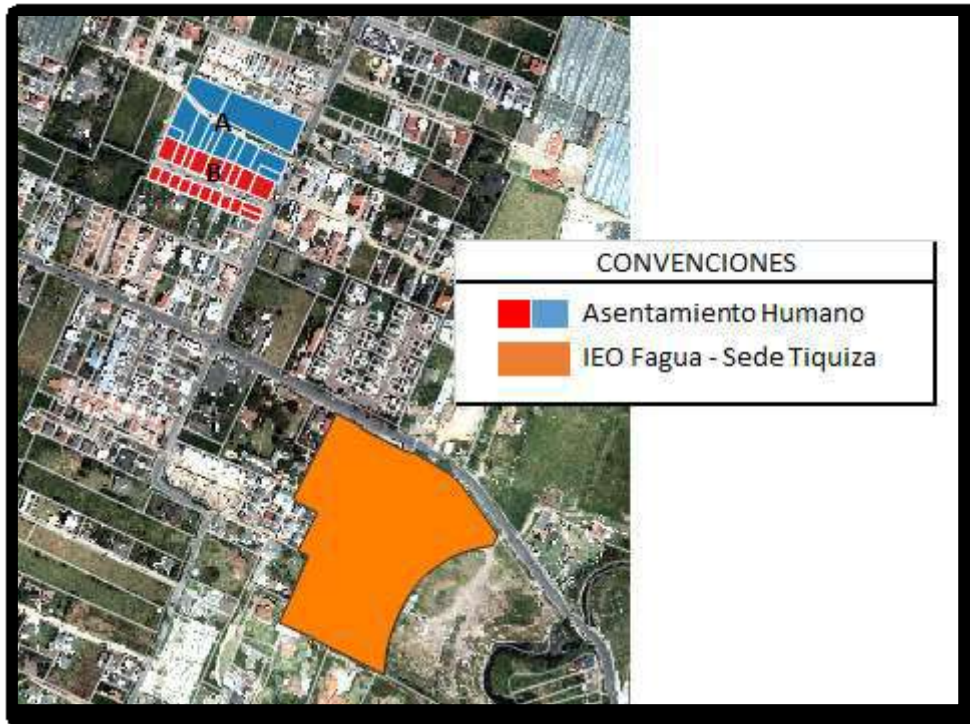 A
B
CONVENCIONES
Asentamiento Humano
IEO Fagua - Sede Tiquiza